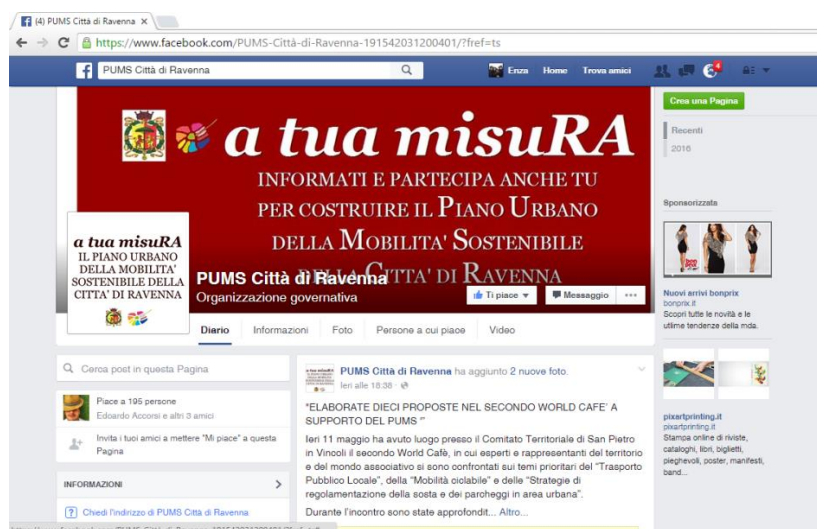 (4) PUMS Città di Ravenna
https://www.facebook.com/PUMS-Città-di-Ravenna-191542031200401/?fref=ts
PUMS Città di Ravenna
Enza Home Trova amici
4
Crea una Pagina
Recenti
2016
a tua misuRA
INFORMATI E PARTECIPA ANCHE TU
PER COSTRUIRE IL PIANO URBANO
DELLA MOBILITA' SOSTENIBILE
DELLA CITTA' DI RAVENNA
a tua misuRA
IL PIANO URBANO
DELLA MOBILITA'
SOSTENIBILE DELLA
CITTA' DI RAVENNA
PUMS Città di Ravenna
Organizzazione governativa
Ti piace
Messaggio
Diario Informazioni Foto Persone a cui piace Video
Sponsorizzata
Nuovi arrivi bonprix
bonprix.it
Scopri tutte le novità e le
ultime tendenze della mda.
pixartprinting.it
pixartprinting.it
Stampa online di riviste,
cataloghi, libri, biglietti,
pieghevoli, poster, manifesti,
band...
Cerca post in questa Pagina
Piace a 195 persone
Edoardo Accorsi e altri 3 amici
Invita i tuoi amici a mettere "Mi piace" a questa
Pagina
INFORMAZIONI
Chiedi l'indirizzo di PUMS Città di Ravenna
PUMS Città di Ravenna ha aggiunto 2 nuove foto.
Ieri alle 18:38
"ELABORATE DIECI PROPOSTE NEL SECONDO WORLD CAFE' A
SUPPORTO DEL PUMS "
Ieri 11 maggio ha avuto luogo presso il Comitato Territoriale di San Pietro
in Vincoli il secondo World Cafè, in cui esperti e rappresentanti del territorio
e del mondo associativo si sono confrontati sui temi prioritari del "Trasporto
Pubblico Locale", della "Mobilità ciclabile" e delle "Strategie di
regolamentazione della sosta e dei parcheggi in area urbana".
Durante l'incontro sono state approfondit... Altro...